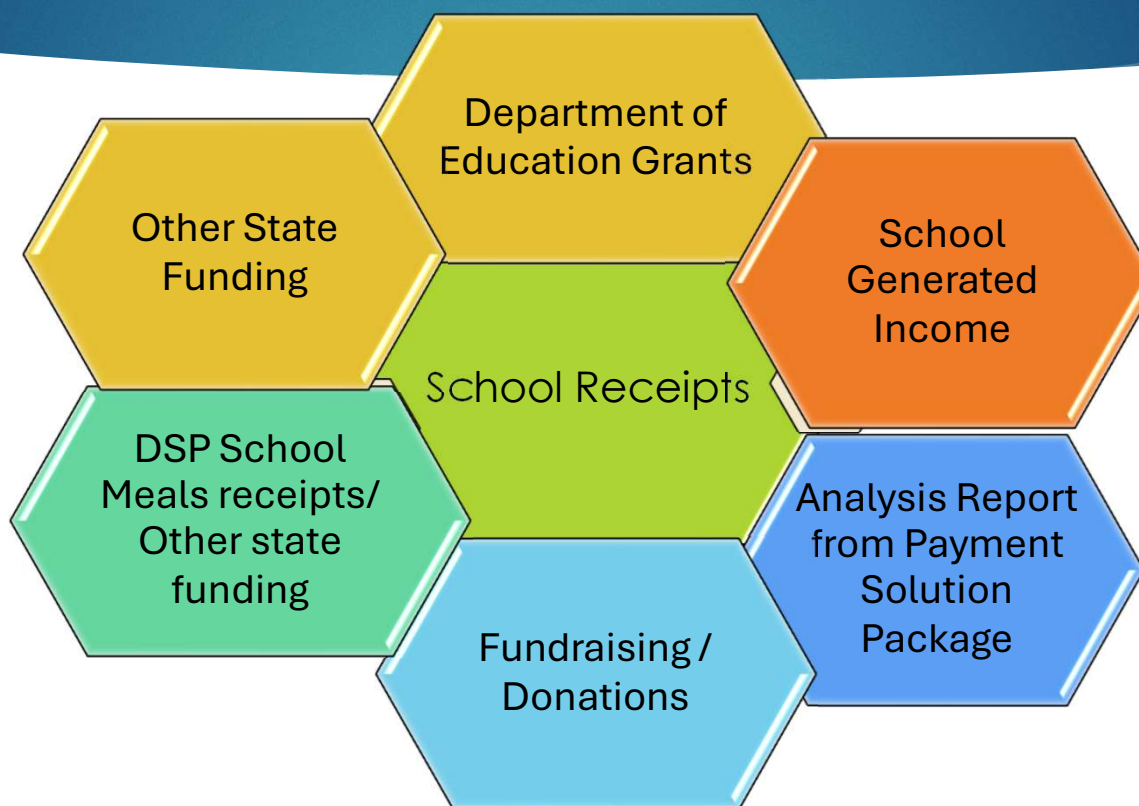 Department of
Education Grants
Other State
Funding
School
Generated
Income
School Receipts
DSP School
Meals receipts/
Other state
funding
Analysis Report
from Payment
Solution
Package
Fundraising /
Donations